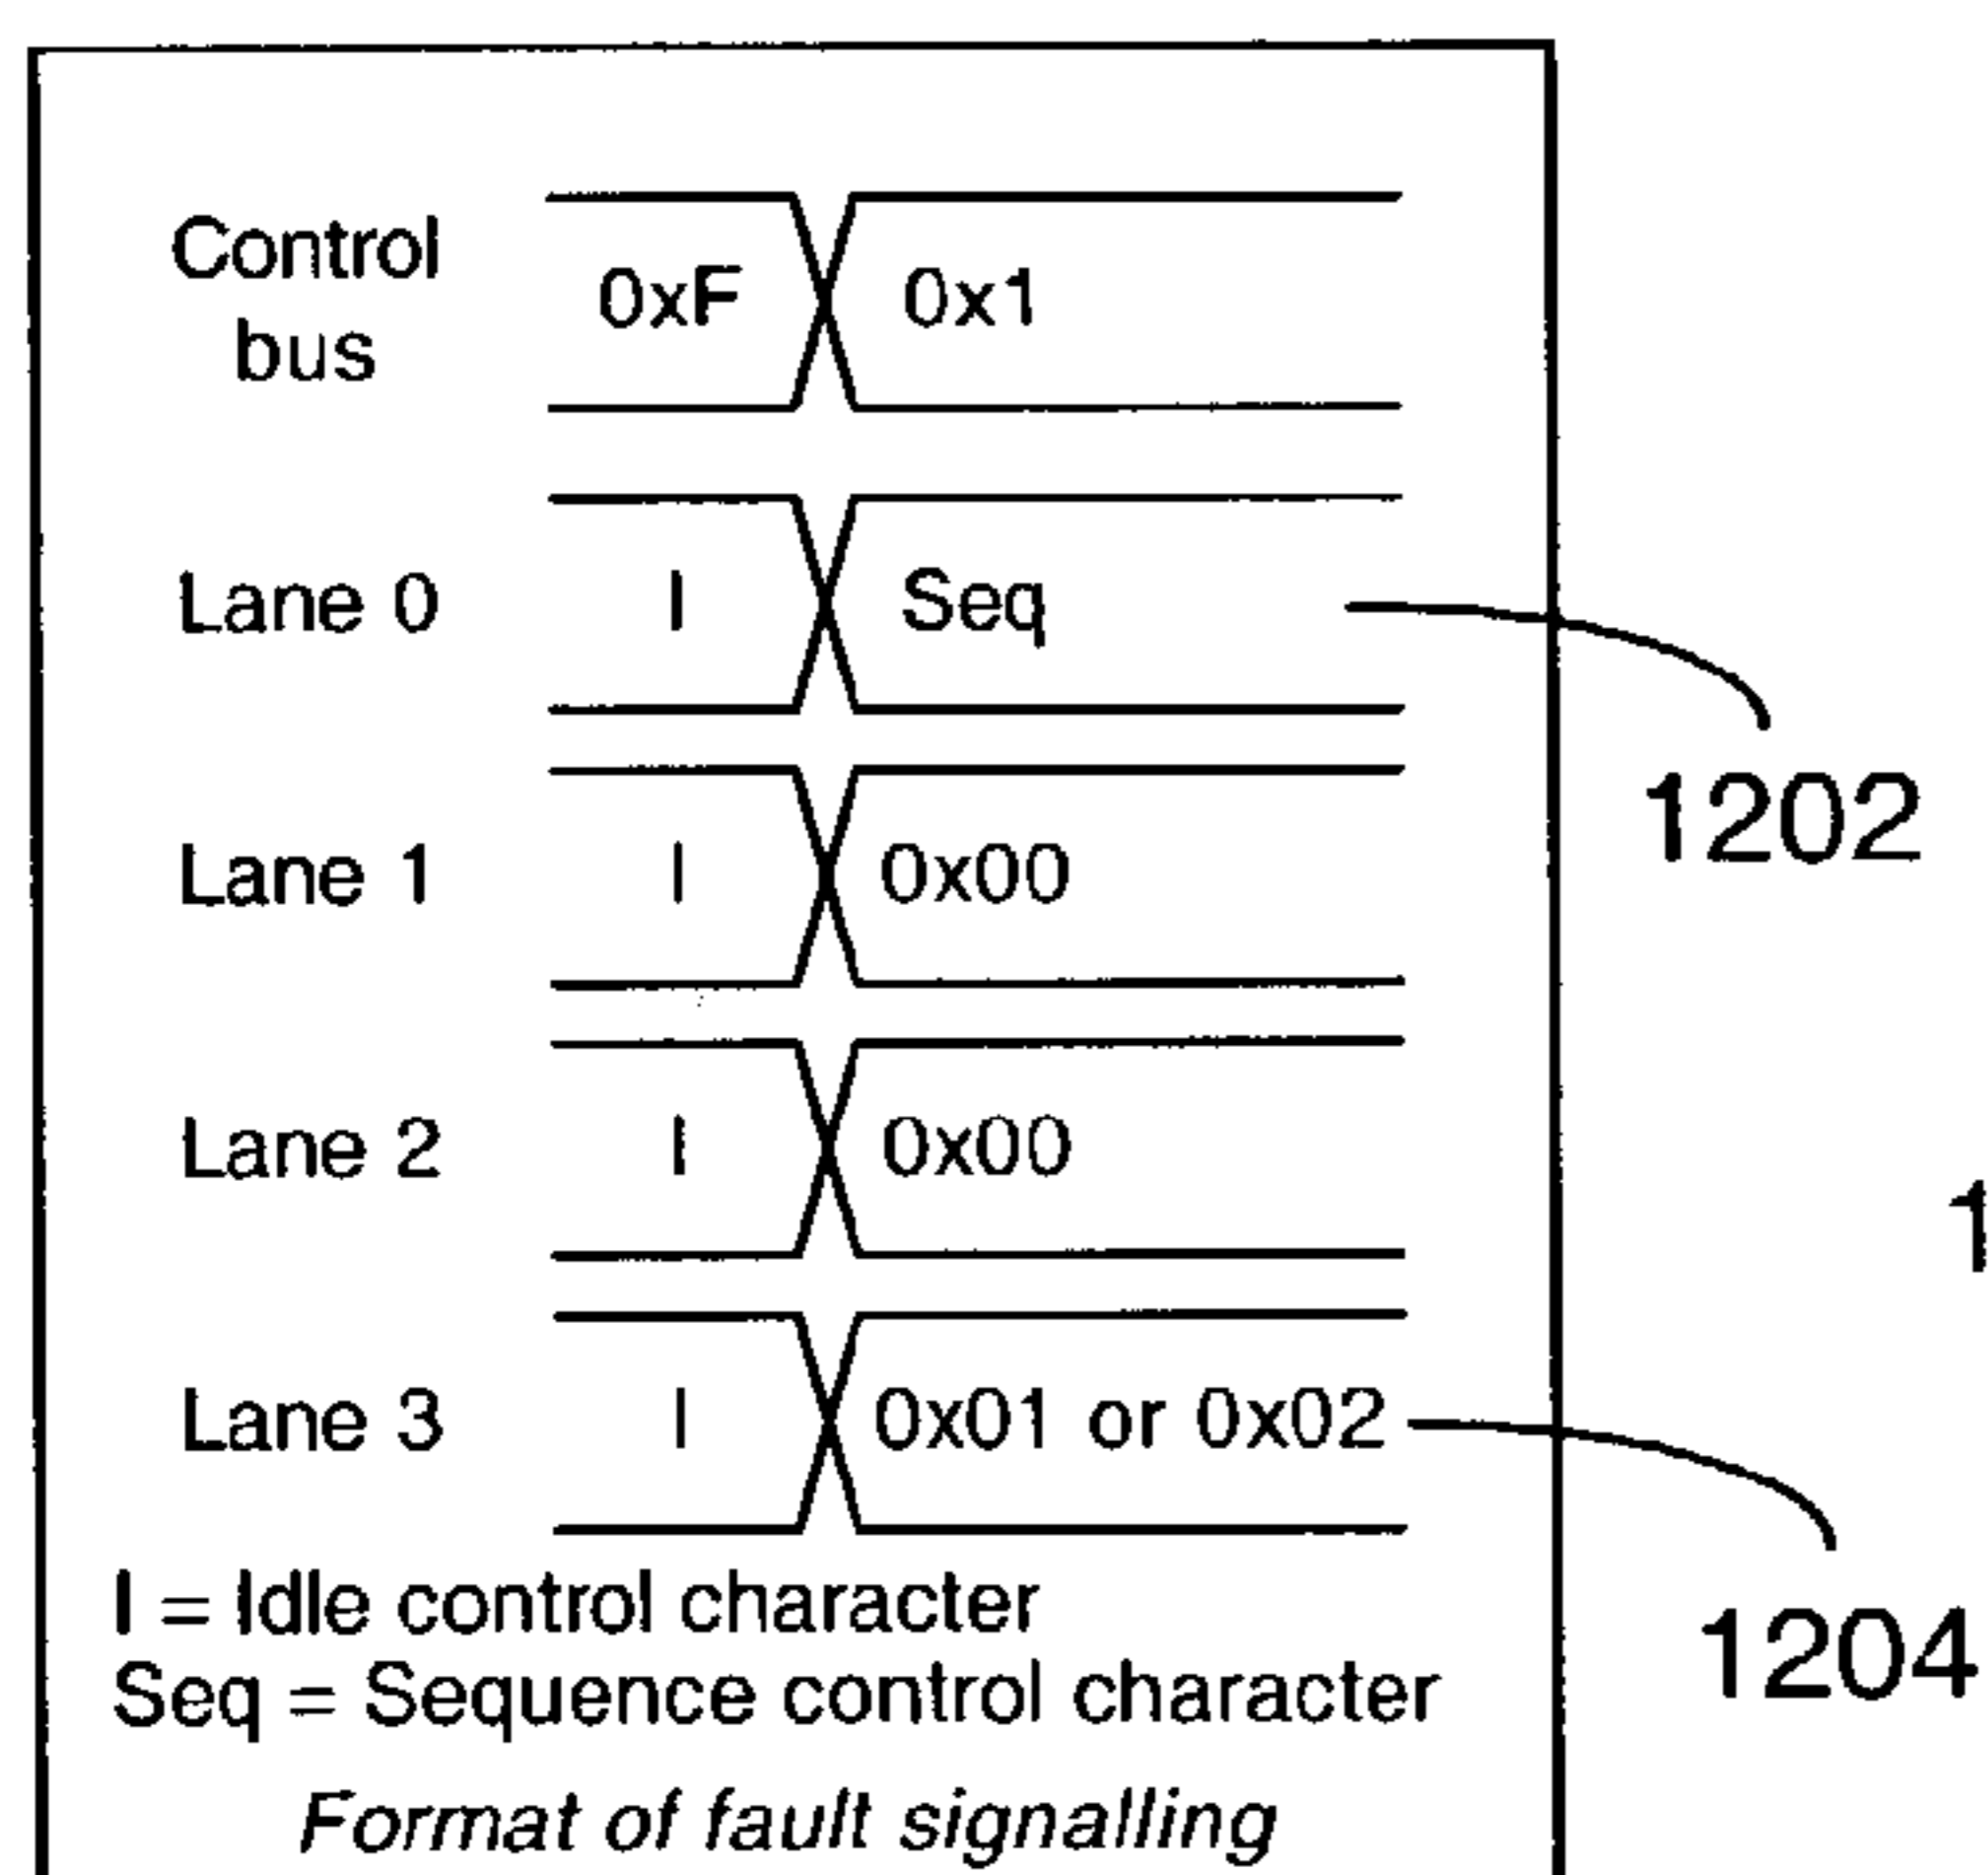 Control
bus
0xF 0x1
Lane 0 I Seq
1202
Lane 1 I 0x00
Lane 2 I 0x00
1
Lane 3 I 0x01 or 0x02
1204
I = Idle control character
Seq = Sequence control character
Format of fault signalling